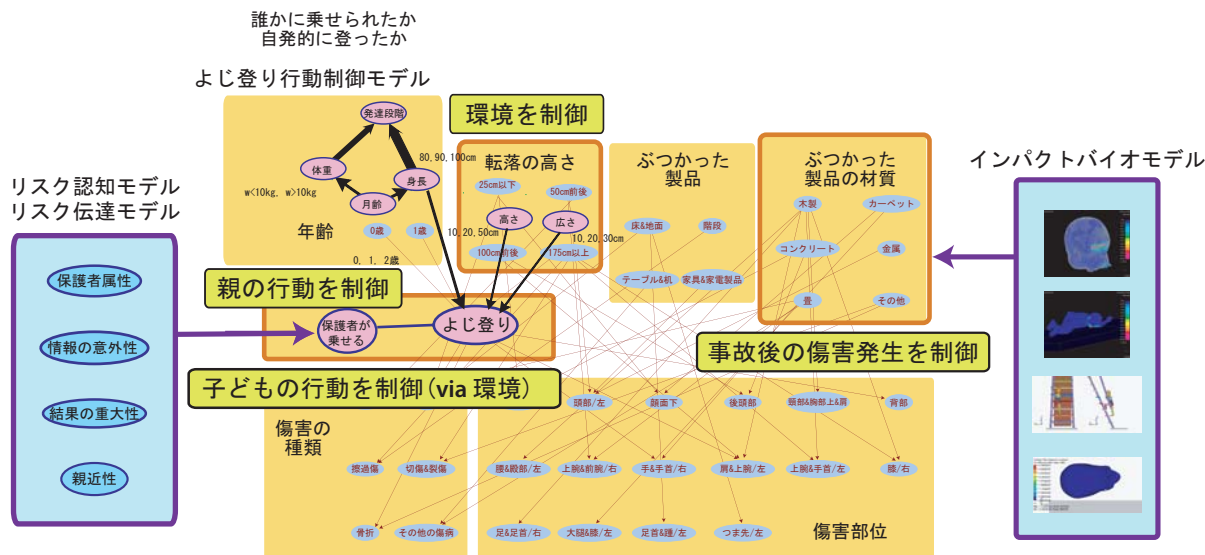 誰かに乗せられたか
自発的に登ったか
よじ登り行動制御モデル
発達段階
体重
身長
月齢
80, 90, 100cm
w<10kg, w>10kg
年齢
0歳
1歳
0, 1, 2歳
環境を制御
転落の高さ
25cm以下
50cm前後
高さ
広さ
10, 20, 50cm
10, 20, 30cm
100cm前後
175cm以上
ぶつかった
製品
床&地面
階段
テーブル&机
家具&家電製品
ぶつかった
製品の材質
木製
カーペット
コンクリート
金属
畳
その他
インパクトバイオモデル
リスク認知モデル
リスク伝達モデル
保護者属性
情報の意外性
結果の重大性
親近性
親の行動を制御
保護者が
乗せる
よじ登り
事故後の傷害発生を制御
子どもの行動を制御(via 環境)
傷害の
種類
擦過傷
切傷&裂傷
骨折
その他の傷病
頭部/左
顔面下
後頭部
頸部&胸部上&肩
背部
腰&殿部/左
上腕&前腕/右
手&手首/右
肩&上腕/左
上腕&手首/左
膝/右
足&足首/右
大腿&膝/左
足首&踵/左
つま先/左
傷害部位